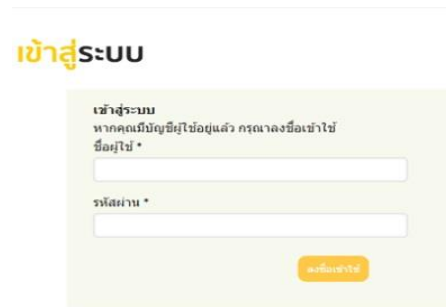 เข้าสู่ระบบ
เข้าสู่ระบบ
หากคุณมีบัญชีผู้ใช้อยู่แล้ว กรุณาลงชื่อเข้าใช้
ชื่อผู้ใช้ *
รหัสผ่าน *
ลงชื่อเข้าใช้